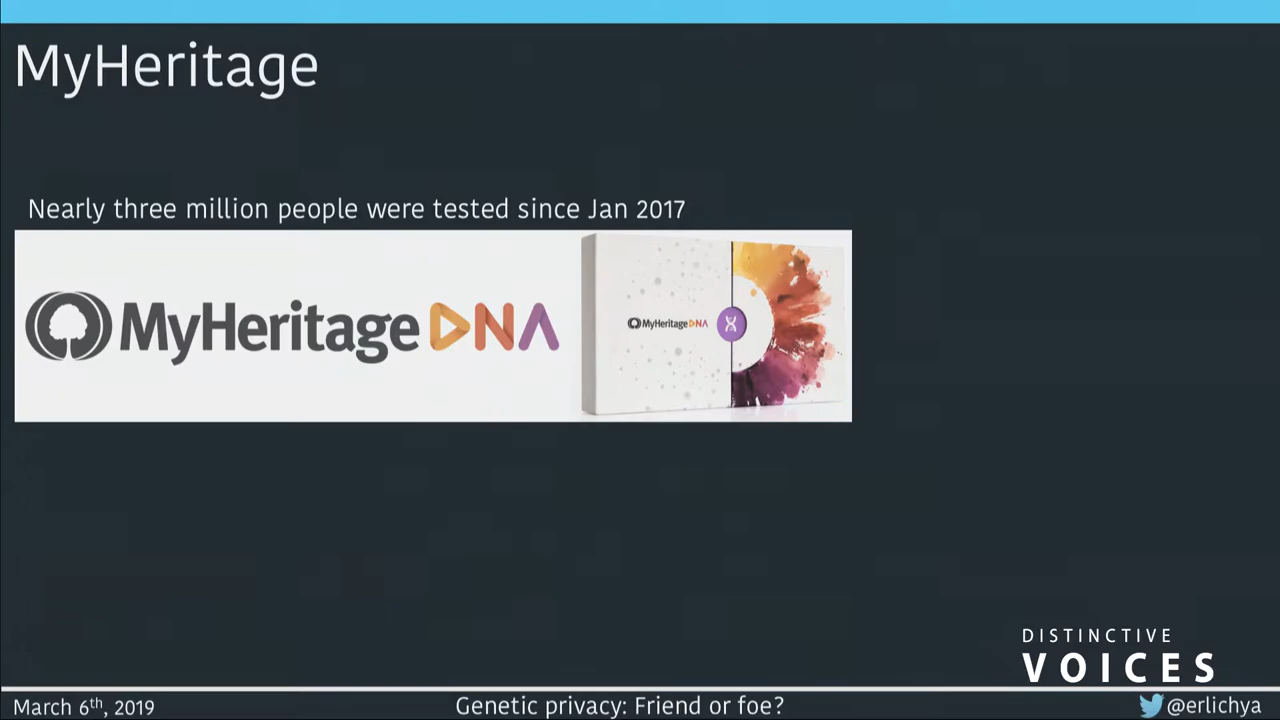 MyHeritage
Nearly three million people were tested since Jan 2017
MyHeritage DNA
MyHeritage DNA
DISTINCTIVE
VOICES
March 6th, 2019
Genetic privacy: Friend or foe?
@erlichya